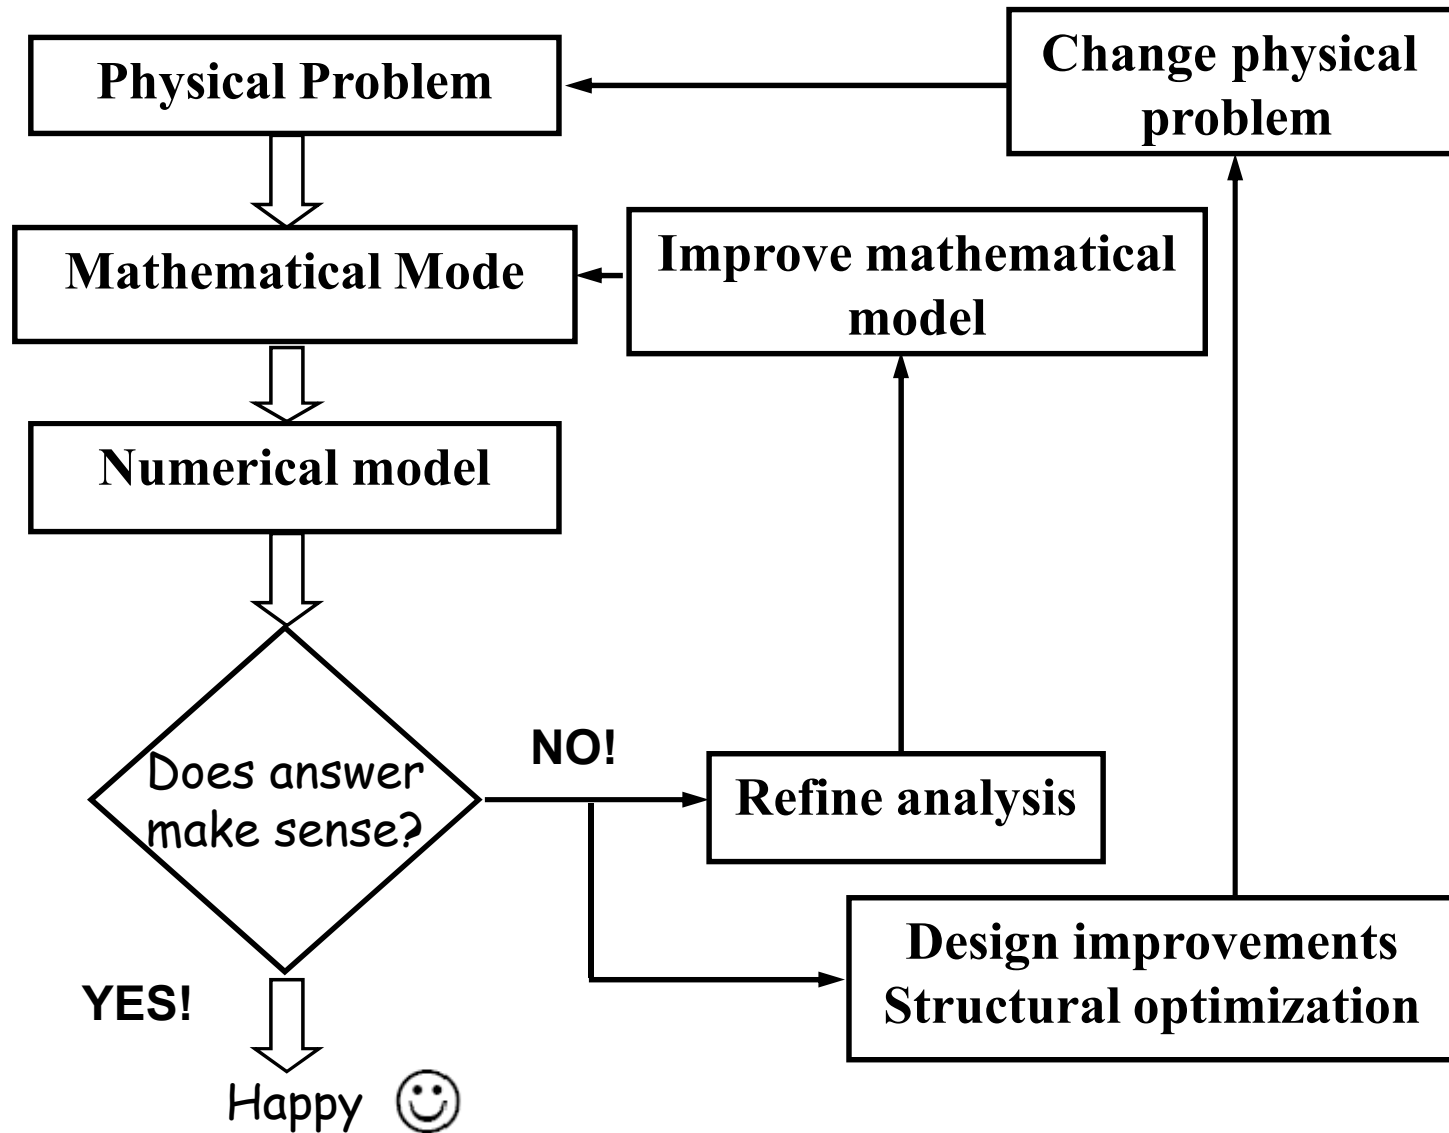 Physical Problem
Change physical
problem
Mathematical Mode
Improve mathematical
model
Numerical model
Does answer
make sense?
NO!
Refine analysis
Design improvements
Structural optimization
YES!
Happy